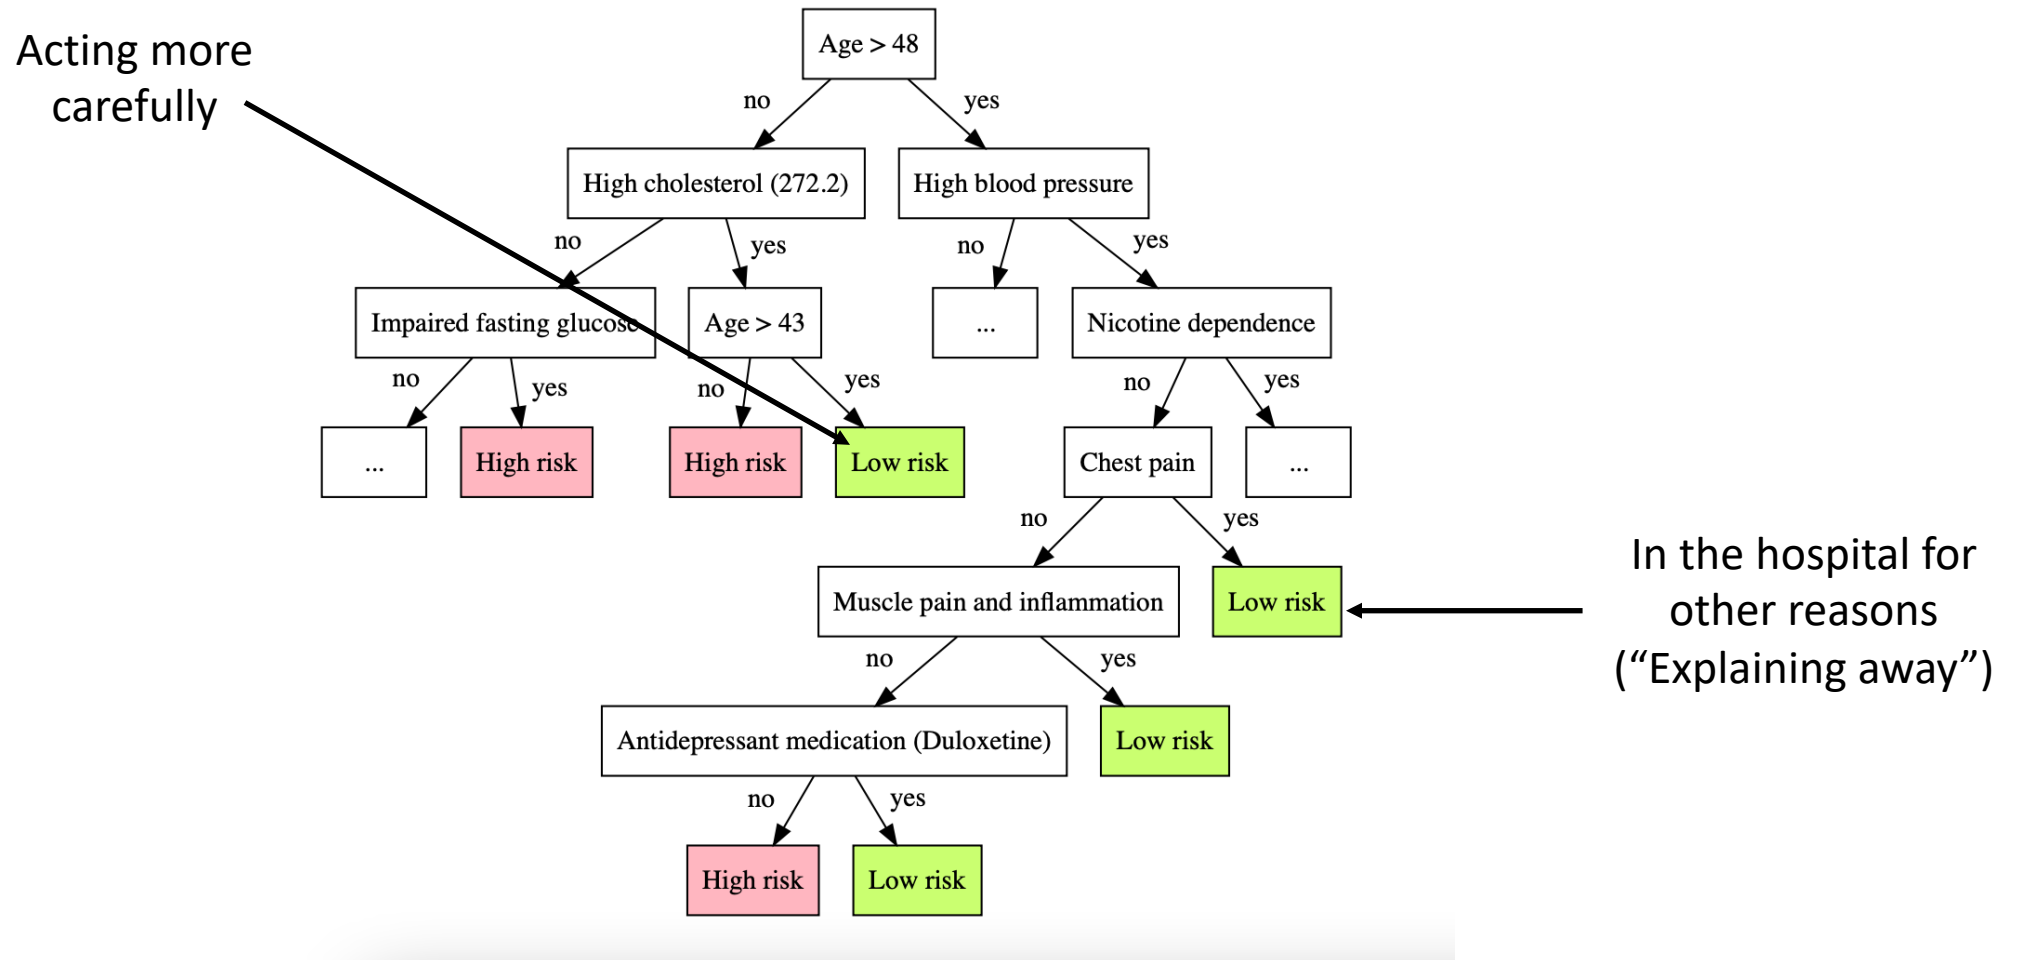 Acting more
carefully
Age > 48
no
yes
High cholesterol (272.2)
High blood pressure
no
yes
no
yes
Impaired fasting glucose
Age > 43
...
Nicotine dependence
no
yes
no
yes
no
yes
...
High risk
High risk
Low risk
Chest pain
...
no
yes
Muscle pain and inflammation
Low risk
In the hospital for
other reasons
(“Explaining away”)
no
yes
Antidepressant medication (Duloxetine)
Low risk
no
yes
High risk
Low risk